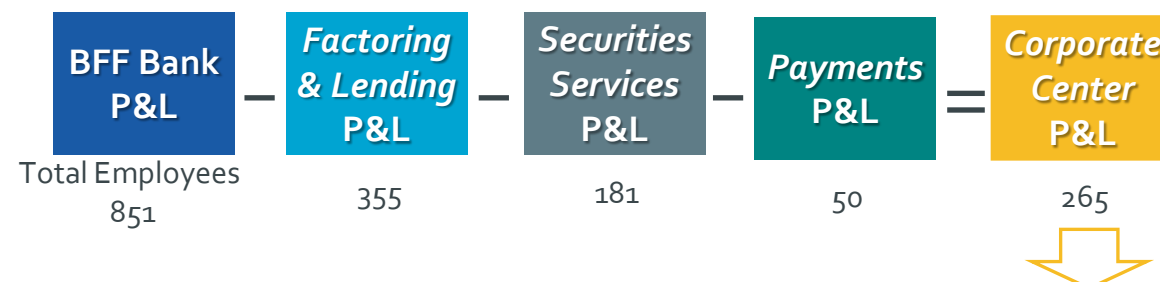 BFF Bank
P&L
Total Employees
851
–
Factoring
& Lending
P&L
355
–
Securities
Services
P&L
181
–
Payments
P&L
50
=
Corporate
Center
P&L
265